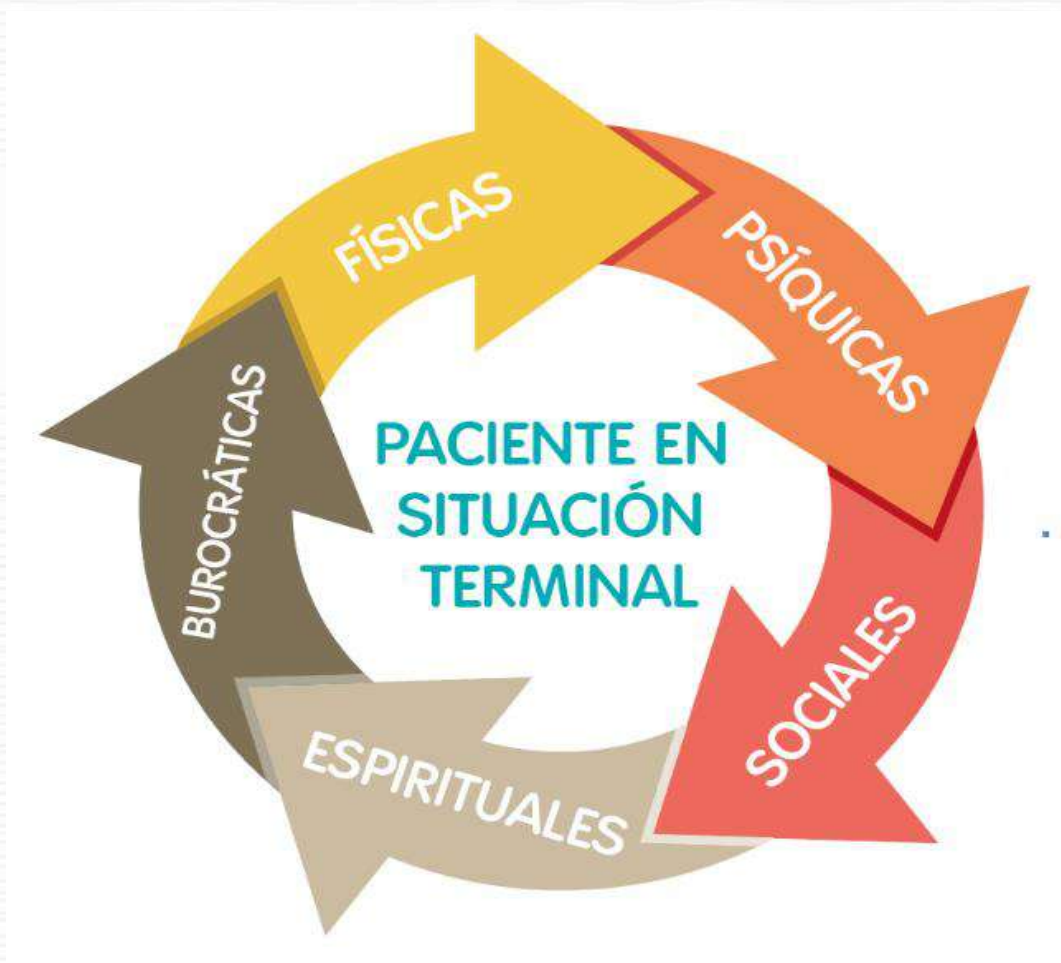 FÍSICAS
PSÍQUICAS
SOCIALES
ESPIRITUALES
BUROCRÁTICAS
PACIENTE EN
SITUACIÓN
TERMINAL